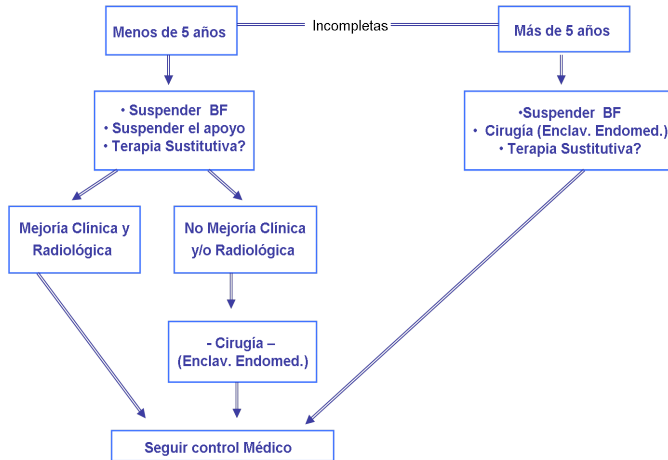 Menos de 5 años
Incompletas
Más de 5 años
• Suspender BF
• Suspender el apoyo
• Terapia Sustitutiva?
•Suspender BF
• Cirugía (Enclav. Endomed.)
• Terapia Sustitutiva?
Mejoría Clínica y
Radiológica
No Mejoría Clínica
y/o Radiológica
- Cirugía –
(Enclav. Endomed.)
Seguir control Médico